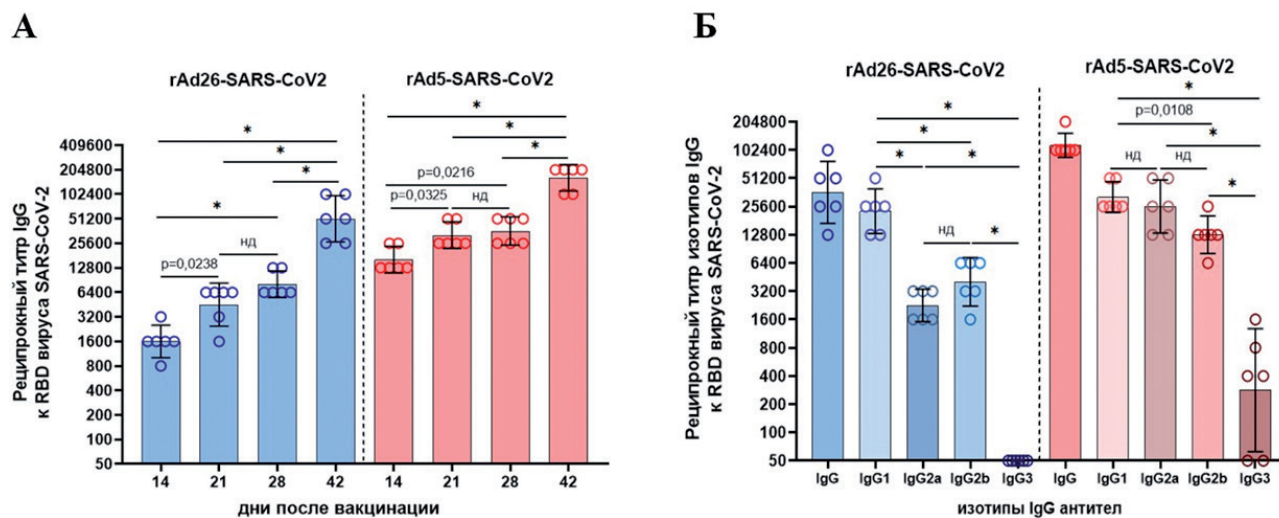 А
rAd26-SARS-CoV2
rAd5-SARS-CoV2
Реципрокный титр IgG
к RBD вируса SARS-CoV-2
409600
204800
102400
51200
25600
12800
6400
3200
1600
800
400
200
100
50
*
*
*
*
нд
p=0,0238
*
*
*
p=0,0216
p=0,0325
нд
14
21
28
42
14
21
28
42
дни после вакцинации
Б
rAd26-SARS-CoV2
rAd5-SARS-CoV2
Реципрокный титр изотипов IgG
к RBD вируса SARS-CoV-2
204800
102400
51200
25600
12800
6400
3200
1600
800
400
200
100
50
*
*
*
*
нд
*
*
p=0,0108
*
нд
нд
*
IgG
IgG1
IgG2a
IgG2b
IgG3
IgG
IgG1
IgG2a
IgG2b
IgG3
изотипы IgG антител